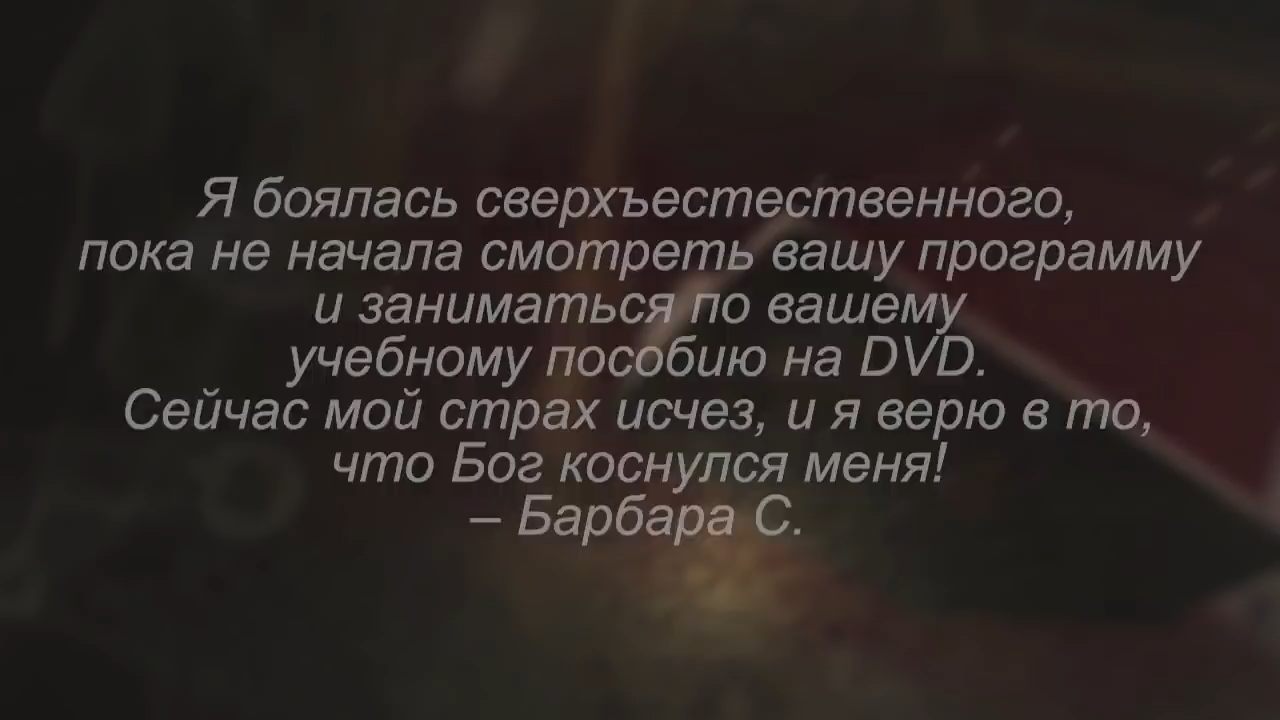 Я боялась сверхъестественного,
пока не начала смотреть вашу программу
и заниматься по вашему
учебному пособию на DVD.
Сейчас мой страх исчез, и я верю в то,
что Бог коснулся меня!
– Барбара С.